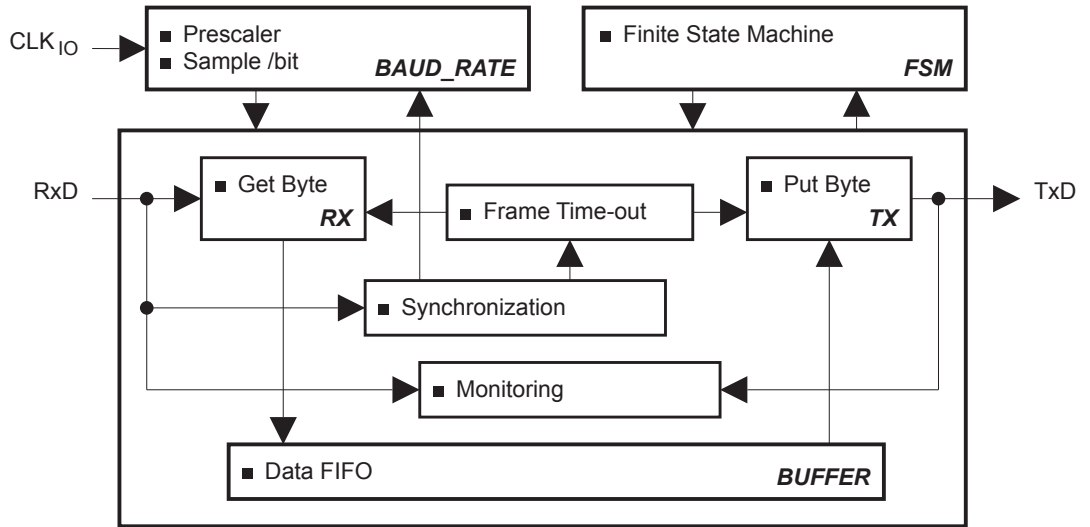 CLK IO
■ Prescaler
■ Sample /bit
BAUD_RATE
■ Finite State Machine
FSM
RxD
■ Get Byte
RX
■ Frame Time-out
■ Put Byte
TX
TxD
■ Synchronization
■ Monitoring
■ Data FIFO
BUFFER